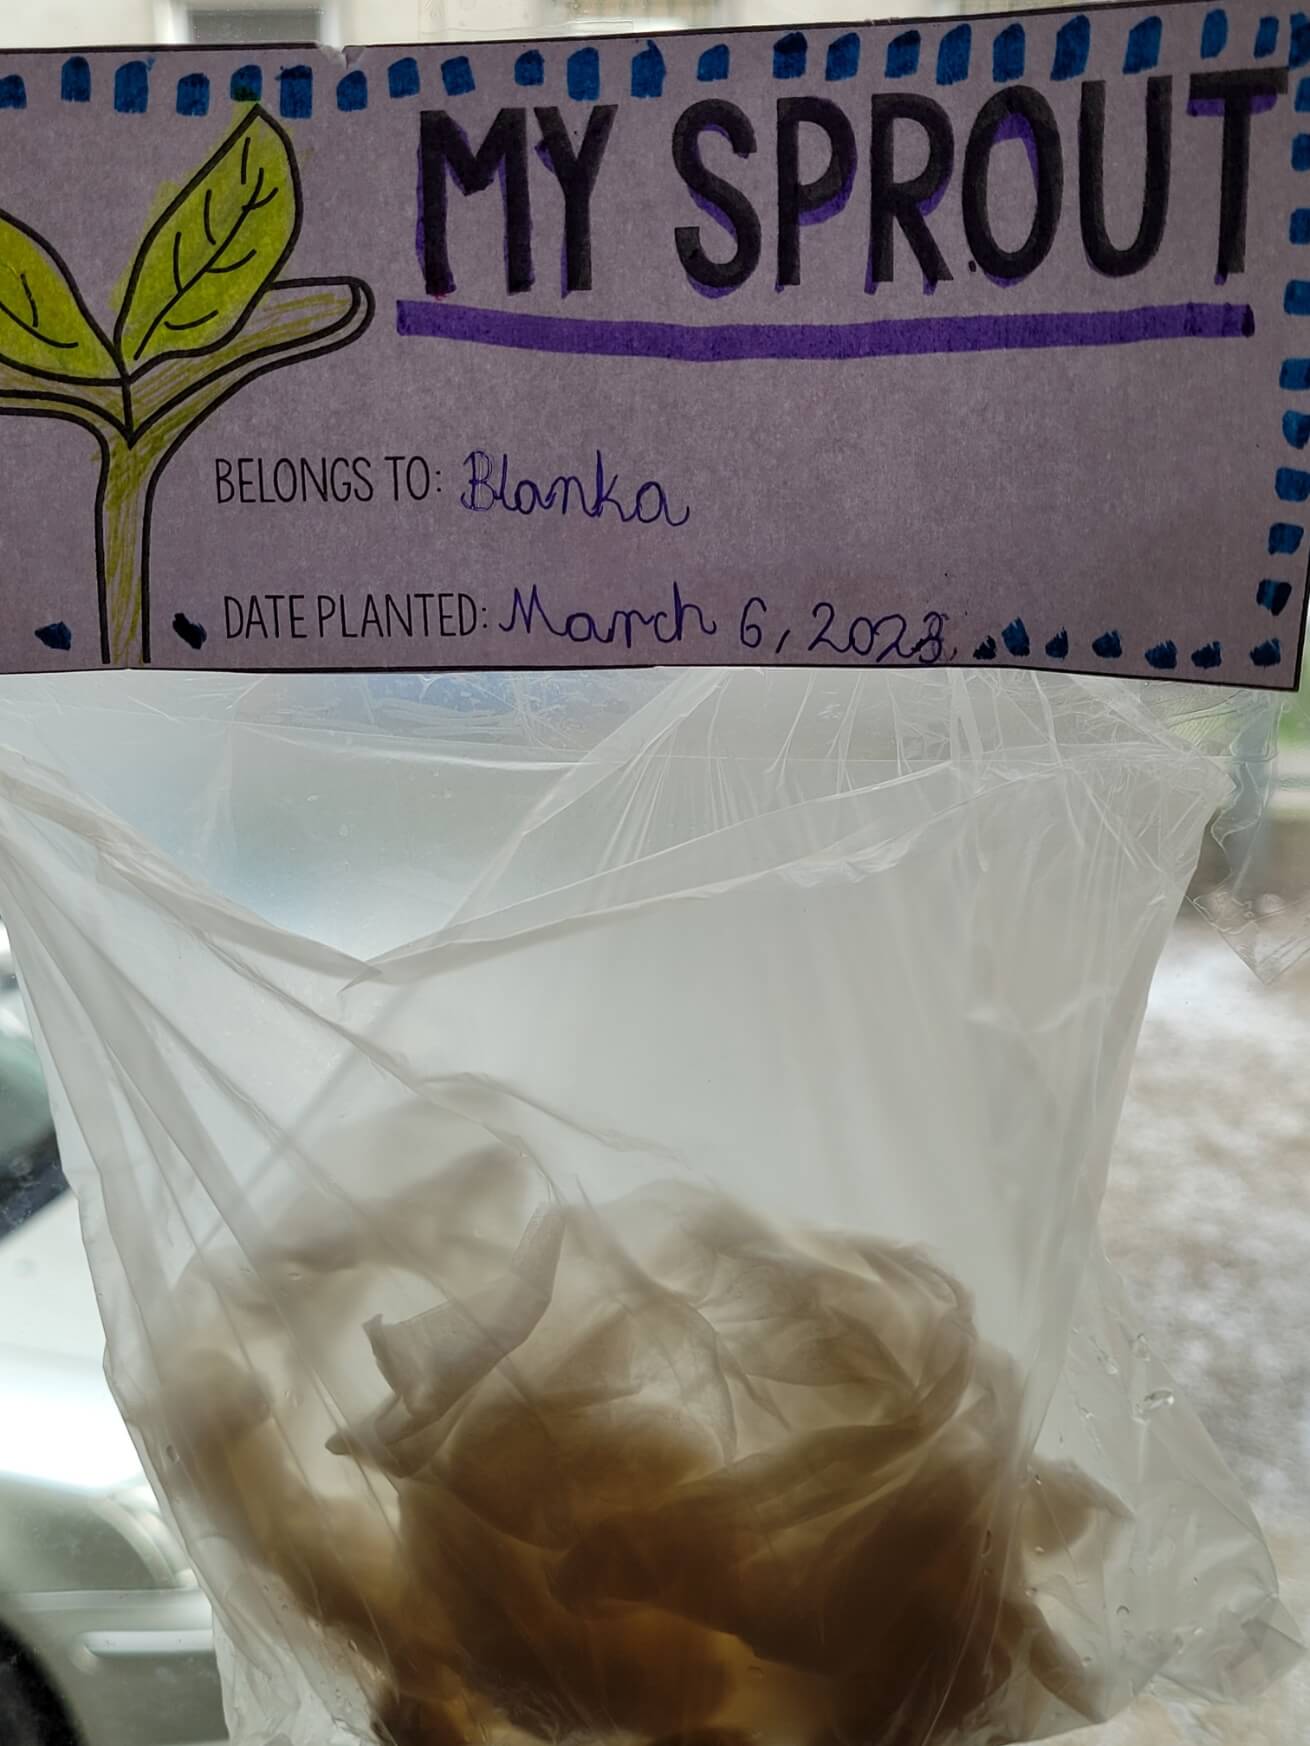 MY SPROUT
BELONGS TO: Blanka
DATE PLANTED: March 6, 2023